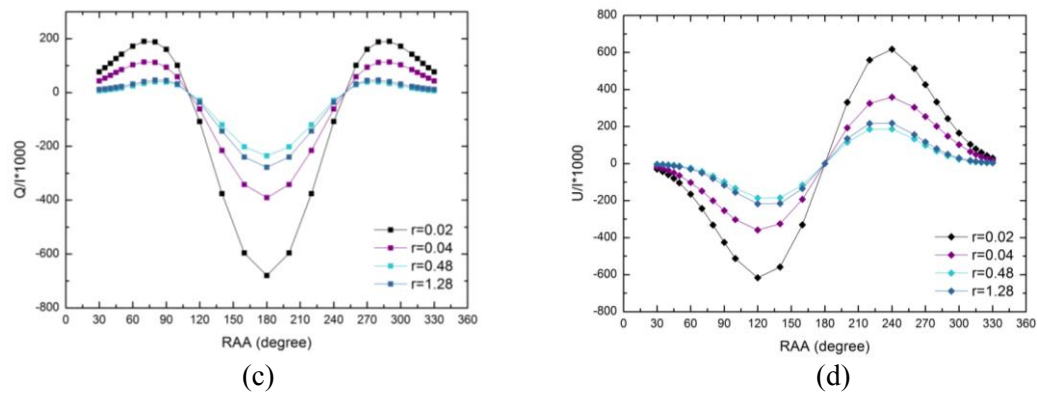 200
0
-200
-400
-600
-800
Q/I*1000
r=0.02
r=0.04
r=0.48
r=1.28
0 30 60 90 120 150 180 210 240 270 300 330 360
RAA (degree)
(c)
800
600
400
200
0
-200
-400
-600
-800
U/I*1000
r=0.02
r=0.04
r=0.48
r=1.28
0 30 60 90 120 150 180 210 240 270 300 330 360
RAA (degree)
(d)